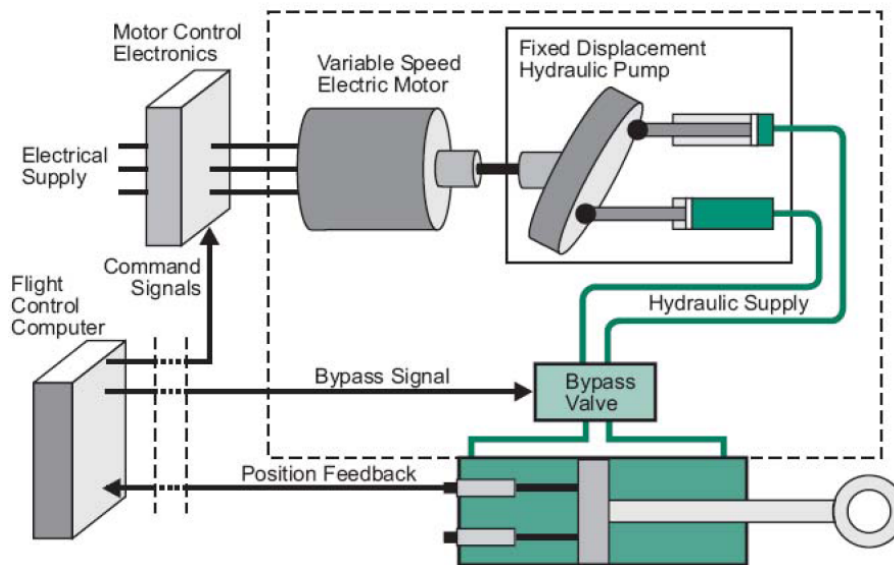 Motor Control
Electronics
Variable Speed
Electric Motor
Fixed Displacement
Hydraulic Pump
Electrical
Supply
Command
Signals
Flight
Control
Computer
Hydraulic Supply
Bypass Signal
Bypass
Valve
Position Feedback